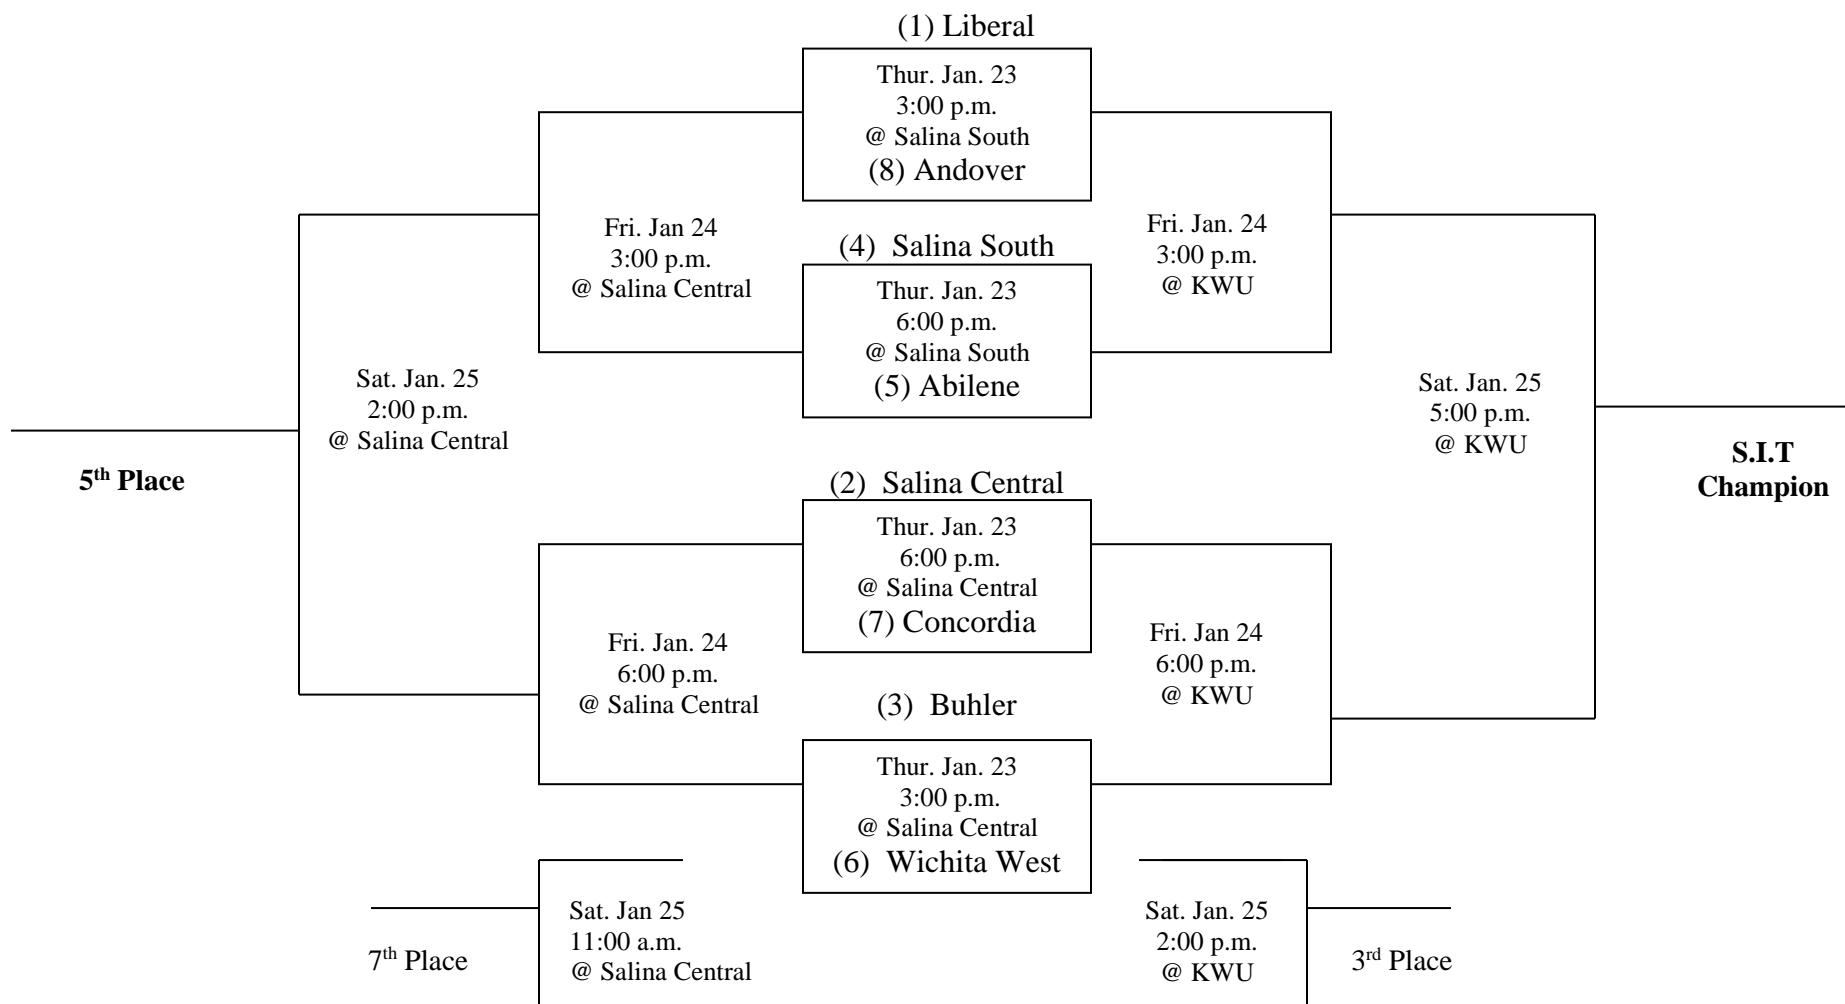 (1) Liberal
Thur. Jan. 23
3:00 p.m.
@ Salina South
(8) Andover
Fri. Jan 24
3:00 p.m.
@ Salina Central
(4)  Salina South
Fri. Jan. 24
3:00 p.m.
@ KWU
Thur. Jan. 23
6:00 p.m.
@ Salina South
(5) Abilene
Sat. Jan. 25
2:00 p.m.
@ Salina Central
Sat. Jan. 25
5:00 p.m.
@ KWU
5th Place
S.I.T
Champion
(2)  Salina Central
Thur. Jan. 23
6:00 p.m.
@ Salina Central
(7) Concordia
Fri. Jan. 24
6:00 p.m.
@ Salina Central
Fri. Jan 24
6:00 p.m.
@ KWU
(3)  Buhler
Thur. Jan. 23
3:00 p.m.
@ Salina Central
(6)  Wichita West
Sat. Jan 25
11:00 a.m.
@ Salina Central
7th Place
Sat. Jan. 25
2:00 p.m.
@ KWU
3rd Place